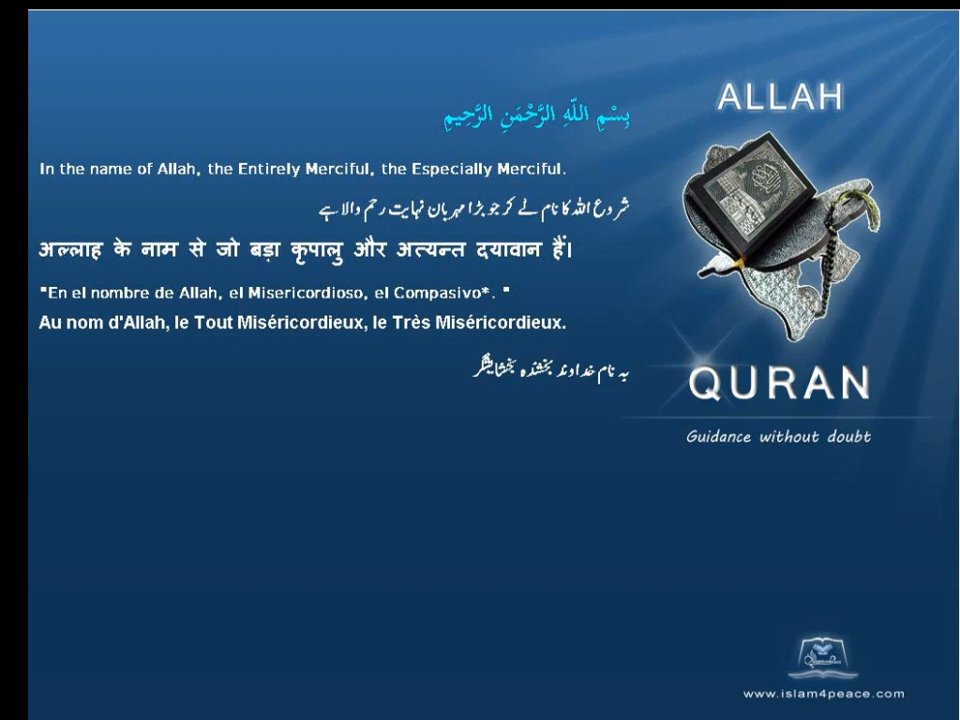 بِسْمِ اللّهِ الرَّحْمَنِ الرَّحِيمِ
In the name of Allah, the Entirely Merciful, the Especially Merciful.
شروع الله کا نام لے کر جو بڑا مہربان نہایت رحم والا ہے
अल्लाह के नाम से जो बड़ा कृपालु और अत्यन्त दयावान हैं।
"En el nombre de Allah, el Misericordioso, el Compasivo*. "
Au nom d'Allah, le Tout Miséricordieux, le Très Miséricordieux.
به نام خداوند بخشنده بخشایشگر
ALLAH
QURAN
Guidance without doubt
www.islam4peace.com